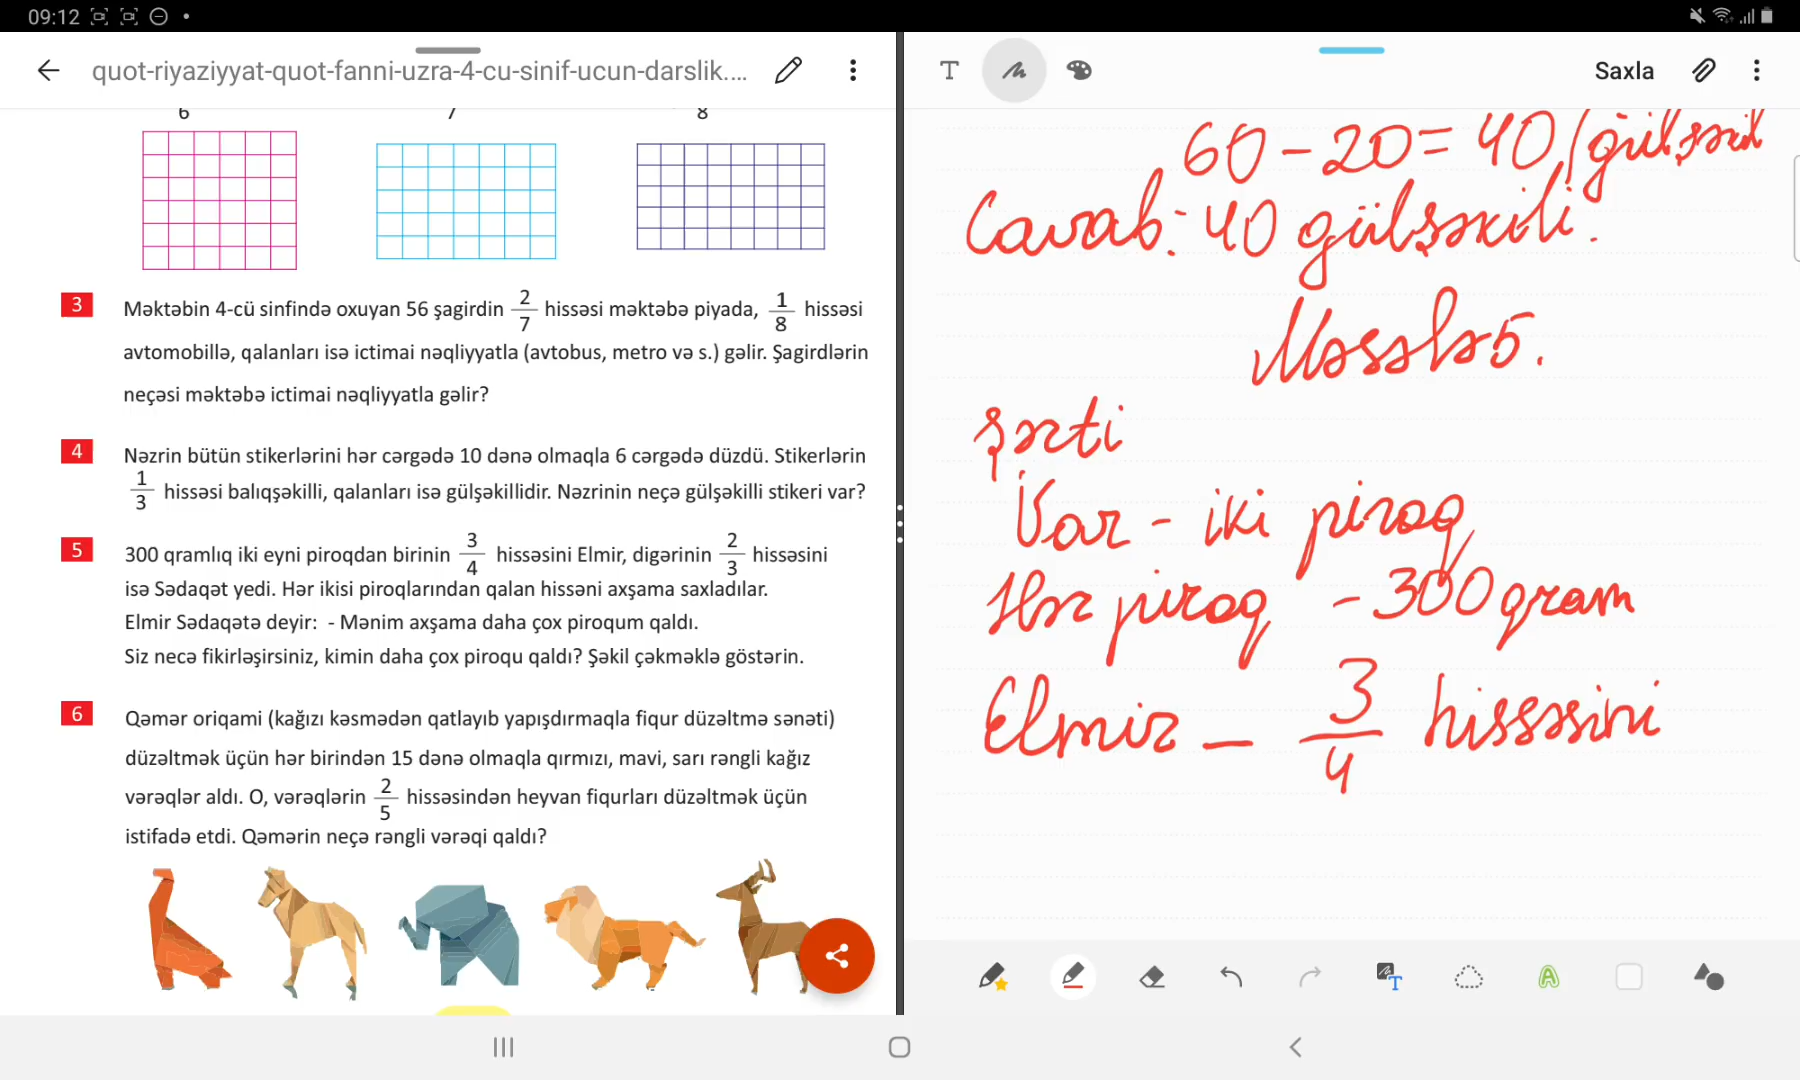 09:12
quot-riyaziyyat-quot-fanni-uzra-4-cu-sinif-ucun-darslik....
6 7 8
3 Məktəbin 4-cü sinfində oxuyan 56 şagirdin 2/7 hissəsi məktəbə piyada, 1/8 hissəsi
avtomobillə, qalanları isə ictimai nəqliyyatla (avtobus, metro və s.) gəlir. Şagirdlərin
neçəsi məktəbə ictimai nəqliyyatla gəlir?
4 Nəzrin bütün stikerlərini hər cərgədə 10 dənə olmaqla 6 cərgədə düzdü. Stikerlərin
1/3 hissəsi balıqşəkilli, qalanları isə gülşəkillidir. Nəzrinin neçə gülşəkilli stikeri var?
5 300 qramlıq iki eyni piroqdan birinin 3/4 hissəsini Elmir, digərinin 2/3 hissəsini
isə Sədaqət yedi. Hər ikisi piroqlarından qalan hissəni axşama saxladılar.
Elmir Sədaqətə deyir: - Mənim axşama daha çox piroqum qaldı.
Siz necə fikirləşirsiniz, kimin daha çox piroqu qaldı? Şəkil çəkməklə göstərin.
6 Qəmər oriqami (kağızı kəsmədən qatlayıb yapışdırmaqla fiqur düzəltmə sənəti)
düzəltmək üçün hər birindən 15 dənə olmaqla qırmızı, mavi, sarı rəngli kağız
vərəqlər aldı. O, vərəqlərin 2/5 hissəsindən heyvan fiqurları düzəltmək üçün
istifadə etdi. Qəmərin neçə rəngli vərəqi qaldı?
T Saxla
60 - 20 = 40
Cavab: 40 gülşəkili.
Məsələ 5.
Şərti
Var - iki piroq
Hər piroq - 300 qram
Elmir - 3/4 hissəsini